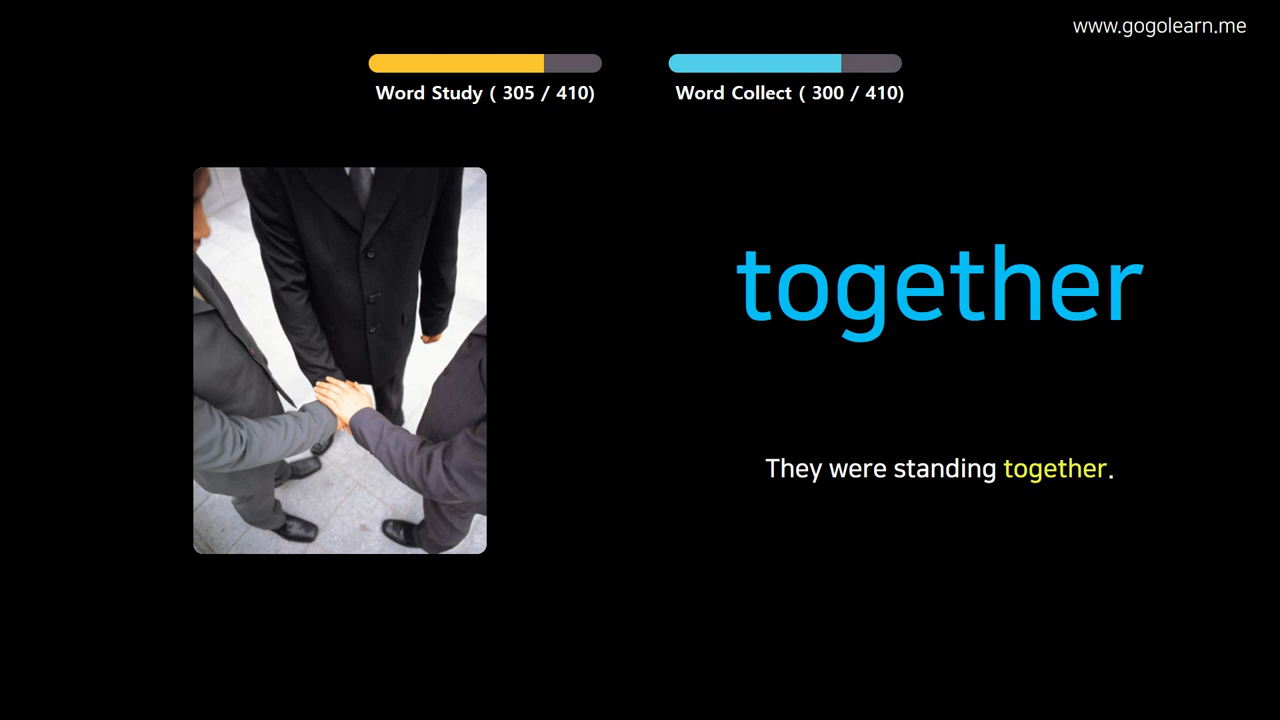 www.gogolearn.me
Word Study ( 305 / 410)
Word Collect ( 300 / 410)
together
They were standing together.